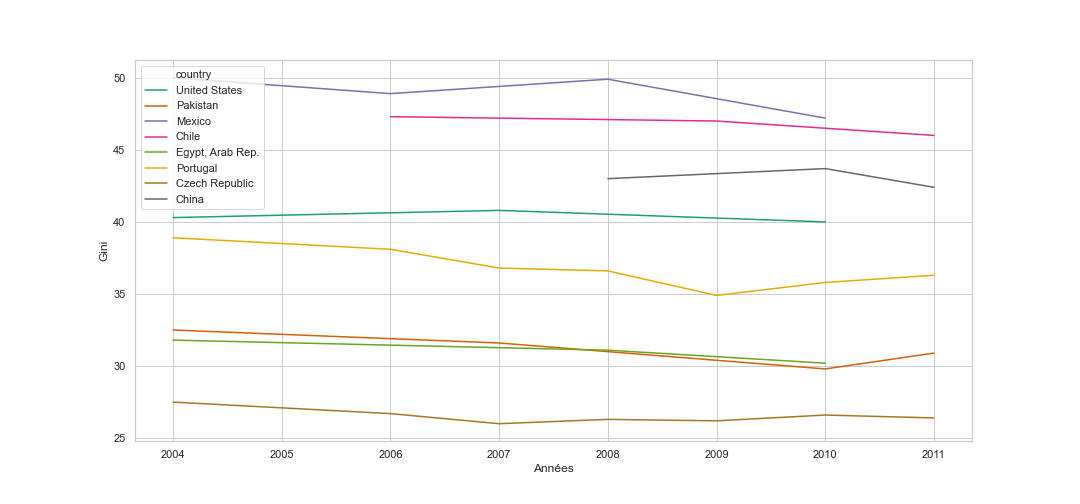 country
United States
Pakistan
Mexico
Chile
Egypt, Arab Rep.
Portugal
Czech Republic
China
50
45
40
35
30
25
Gini
2004 2005 2006 2007 2008 2009 2010 2011
Années